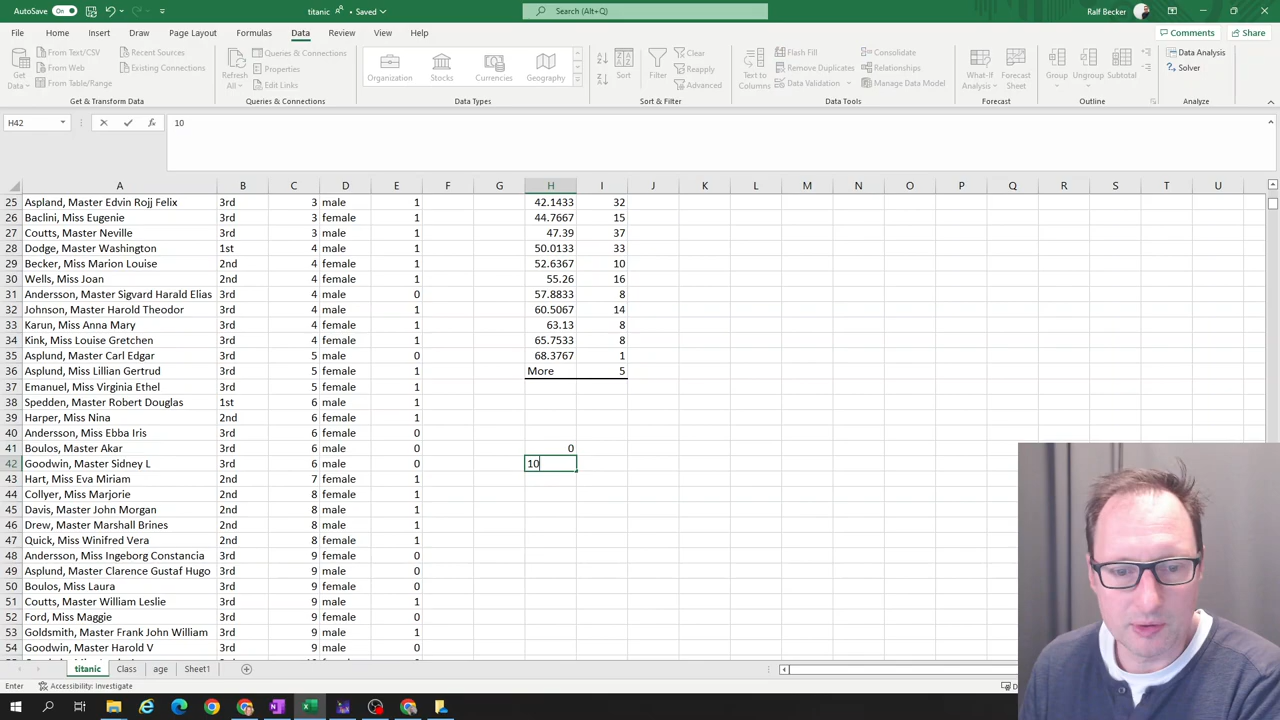 AutoSave On titanic Saved Search (Alt+Q) Ralf Becker
File Home Insert Draw Page Layout Formulas Data Review View Help Comments Share
Get Data From Text/CSV From Web From Table/Range Recent Sources Existing Connections
Get & Transform Data
Refresh All Queries & Connections Properties Edit Links
Queries & Connections
Organization Stocks Currencies Geography
Data Types
Sort Filter Clear Reapply Advanced
Sort & Filter
Text to Columns Flash Fill Remove Duplicates Data Validation Consolidate Relationships Manage Data Model
Data Tools
What-If Analysis Forecast Sheet
Forecast
Group Ungroup Subtotal
Outline
Data Analysis Solver
Analyze
H42 fx 10
A B C D E F G H I J K L M N O P Q R S T U
25 Aspland, Master Edvin Rojj Felix 3rd 3 male 1 42.1433 32
26 Baclini, Miss Eugenie 3rd 3 female 1 44.7667 15
27 Coutts, Master Neville 3rd 3 male 1 47.39 37
28 Dodge, Master Washington 1st 4 male 1 50.0133 33
29 Becker, Miss Marion Louise 2nd 4 female 1 52.6367 10
30 Wells, Miss Joan 2nd 4 female 1 55.26 16
31 Andersson, Master Sigvard Harald Elias 3rd 4 male 0 57.8833 8
32 Johnson, Master Harold Theodor 3rd 4 male 1 60.5067 14
33 Karun, Miss Anna Mary 3rd 4 female 1 63.13 8
34 Kink, Miss Louise Gretchen 3rd 4 female 1 65.7533 8
35 Asplund, Master Carl Edgar 3rd 5 male 0 68.3767 1
36 Asplund, Miss Lillian Gertrud 3rd 5 female 1 More 5
37 Emanuel, Miss Virginia Ethel 3rd 5 female 1
38 Spedden, Master Robert Douglas 1st 6 male 1
39 Harper, Miss Nina 2nd 6 female 1
40 Andersson, Miss Ebba Iris 3rd 6 female 0
41 Boulos, Master Akar 3rd 6 male 0 0
42 Goodwin, Master Sidney L 3rd 6 male 0 10
43 Hart, Miss Eva Miriam 2nd 7 female 1
44 Collyer, Miss Marjorie 2nd 8 female 1
45 Davis, Master John Morgan 2nd 8 male 1
46 Drew, Master Marshall Brines 2nd 8 male 1
47 Quick, Miss Winifred Vera 2nd 8 female 1
48 Andersson, Miss Ingeborg Constancia 3rd 9 female 0
49 Asplund, Master Clarence Gustaf Hugo 3rd 9 male 0
50 Boulos, Miss Laura 3rd 9 female 0
51 Coutts, Master William Leslie 3rd 9 male 1
52 Ford, Miss Maggie 3rd 9 female 0
53 Goldsmith, Master Frank John William 3rd 9 male 1
54 Goodwin, Master Harold V 3rd 9 male 0
titanic Class age Sheet1
Enter Accessibility: Investigate